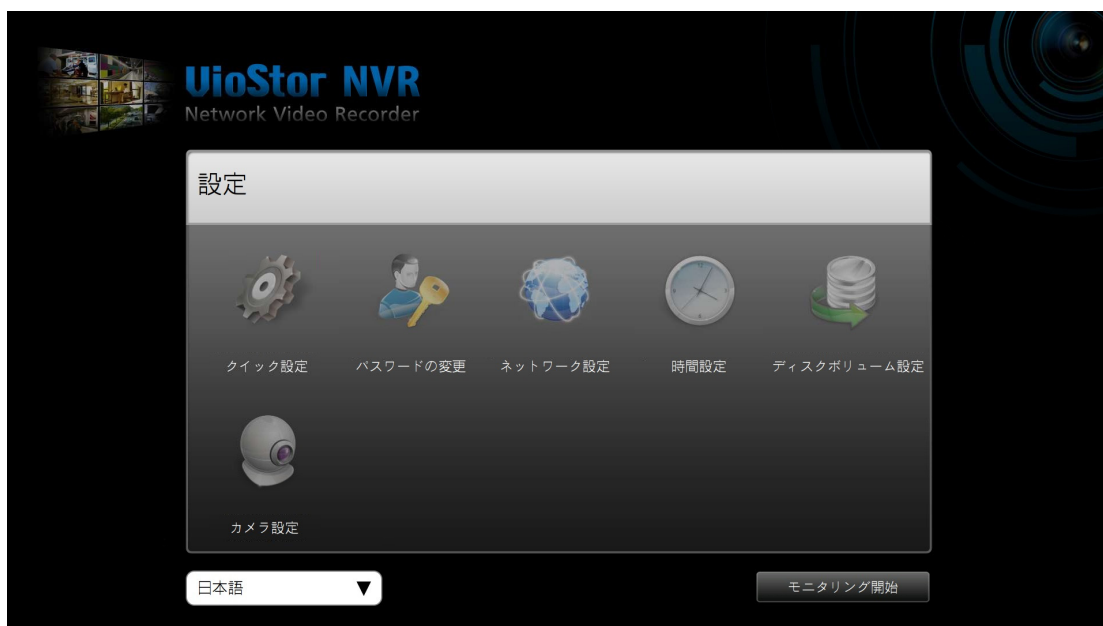 VioStor NVR
Network Video Recorder
設定
クイック設定
パスワードの変更
ネットワーク設定
時間設定
ディスクボリューム設定
カメラ設定
日本語 ▼
モニタリング開始